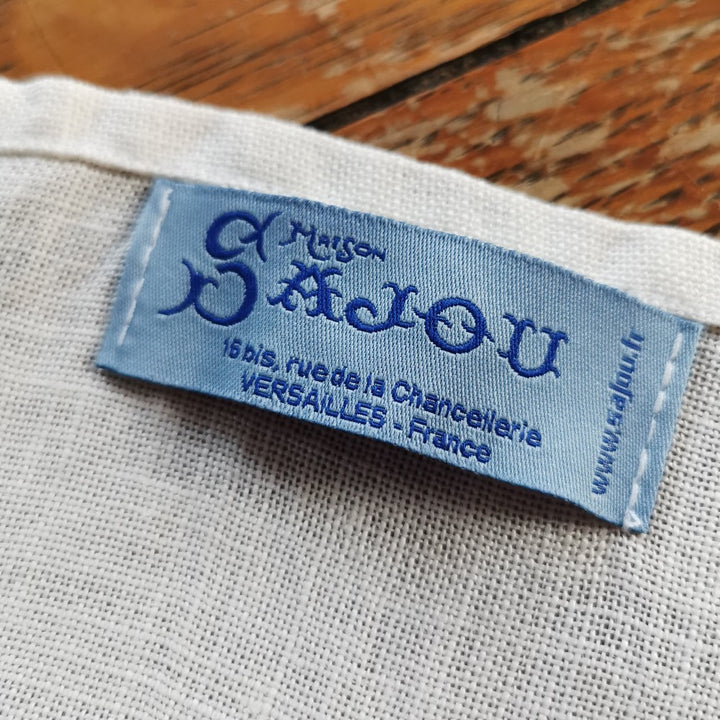 Maison
SAJOU
16 bis, rue de la Chancellerie
VERSAILLES - France
www.sajou.fr